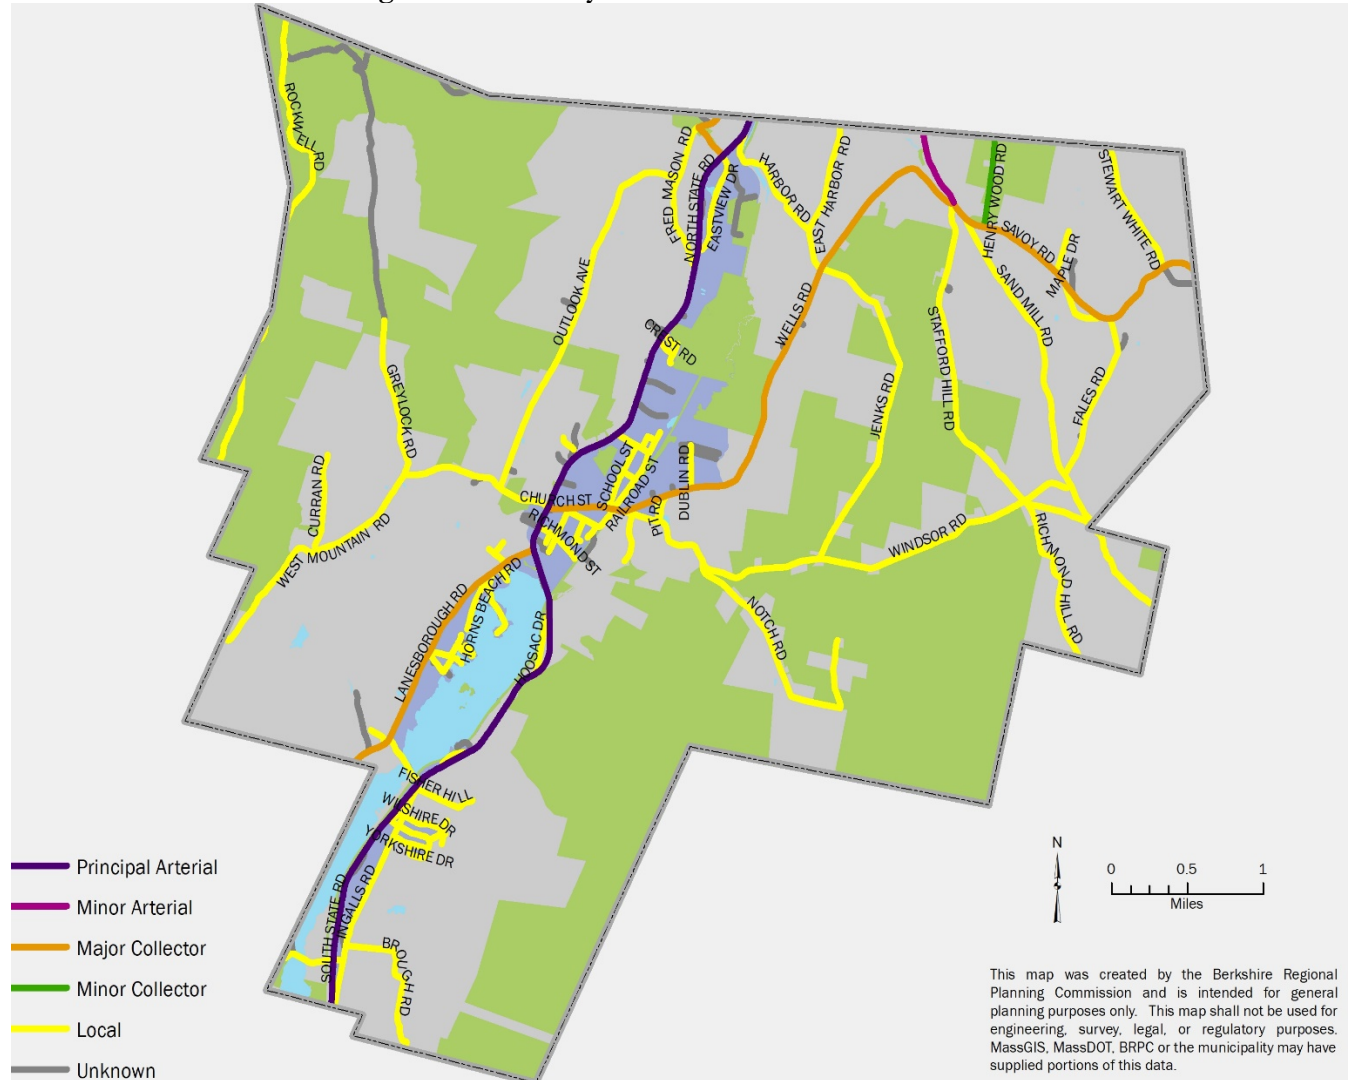 ROCKWELL RD
FRED MASON RD
NORTH STATE RD
EASTVIEW DR
HARBOR RD
EAST HARBOR RD
HENRY WOOD RD
STEWART WHITE RD
SAVOY RD
MAPLE DR
SAND MILL RD
OUTLOOK AVE
CREST RD
WELLS RD
STAFFORD HILL RD
GREYLOCK RD
JENKS RD
FALES RD
CURRAN RD
WEST MOUNTAIN RD
CHURCH ST
SCHOOL ST
RAILROAD ST
RICHMOND ST
PIT RD
DUBLIN RD
WINDSOR RD
RICHMOND HILL RD
NOTCH RD
LANESBOROUGH RD
HORNS BEACH RD
HOOSAC DR
FISHER HILL
WILSHIRE DR
YORKSHIRE DR
SOUTH STATE RD
INGALLS RD
BROUGH RD
Principal Arterial
Minor Arterial
Major Collector
Minor Collector
Local
Unknown
N
0 0.5 1
Miles
This map was created by the Berkshire Regional
Planning Commission and is intended for general
planning purposes only. This map shall not be used for
engineering, survey, legal, or regulatory purposes.
MassGIS, MassDOT, BRPC or the municipality may have
supplied portions of this data.